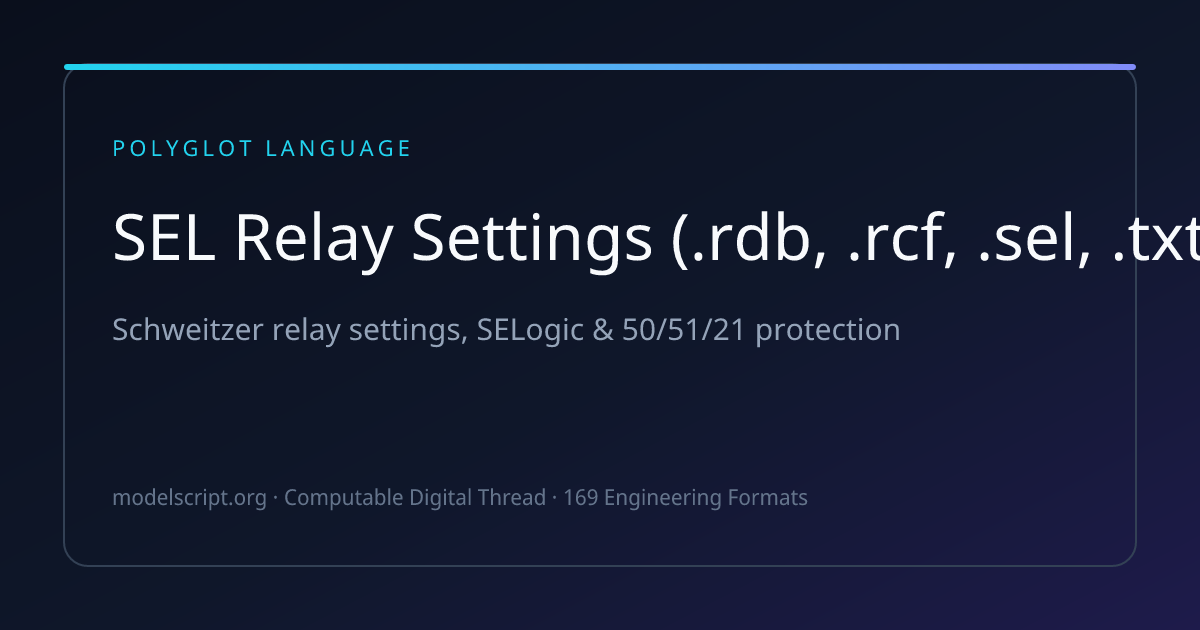 POLYGLOT LANGUAGE
SEL Relay Settings (.rdb, .rcf, .sel, .txt
Schweitzer relay settings, SELogic & 50/51/21 protection
modelscript.org · Computable Digital Thread · 169 Engineering Formats